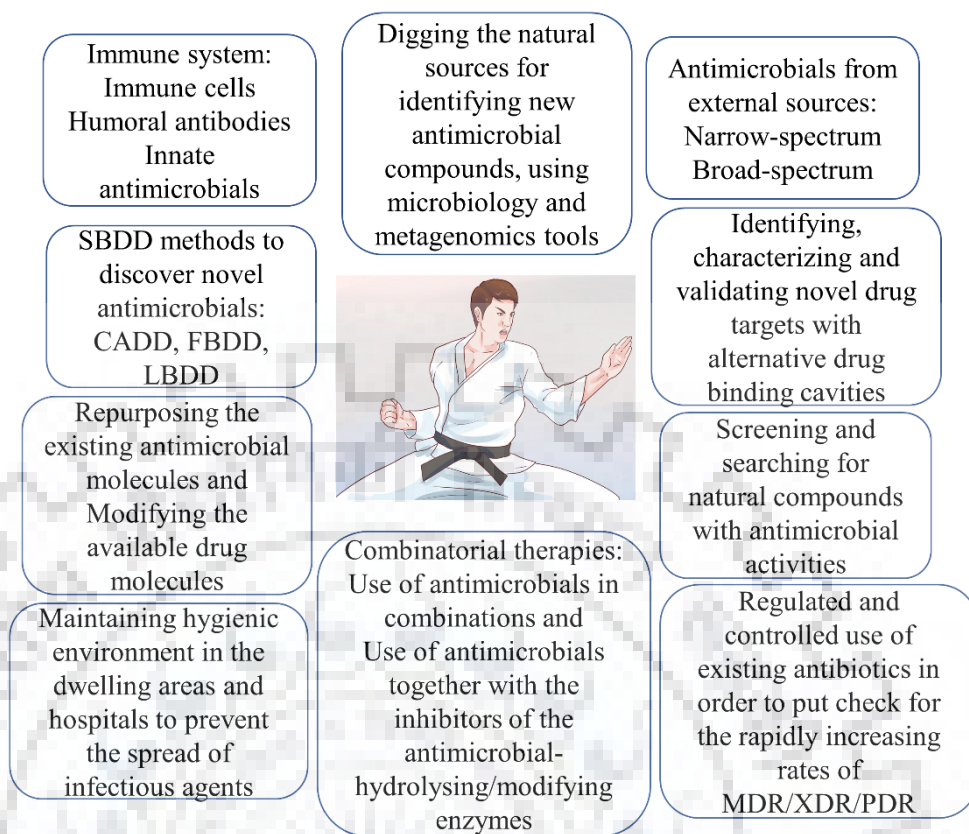 Immune system:
Immune cells
Humoral antibodies
Innate
antimicrobials
Digging the natural
sources for
identifying new
antimicrobial
compounds, using
microbiology and
metagenomics tools
Antimicrobials from
external sources:
Narrow-spectrum
Broad-spectrum
SBDD methods to
discover novel
antimicrobials:
CADD, FBDD,
LBDD
Identifying,
characterizing and
validating novel drug
targets with
alternative drug
binding cavities
Repurposing the
existing antimicrobial
molecules and
Modifying the
available drug
molecules
Screening and
searching for
natural compounds
with antimicrobial
activities
Maintaining hygienic
environment in the
dwelling areas and
hospitals to prevent
the spread of
infectious agents
Combinatorial therapies:
Use of antimicrobials in
combinations and
Use of antimicrobials
together with the
inhibitors of the
antimicrobial-
hydrolysing/modifying
enzymes
Regulated and
controlled use of
existing antibiotics in
order to put check for
the rapidly increasing
rates of
MDR/XDR/PDR